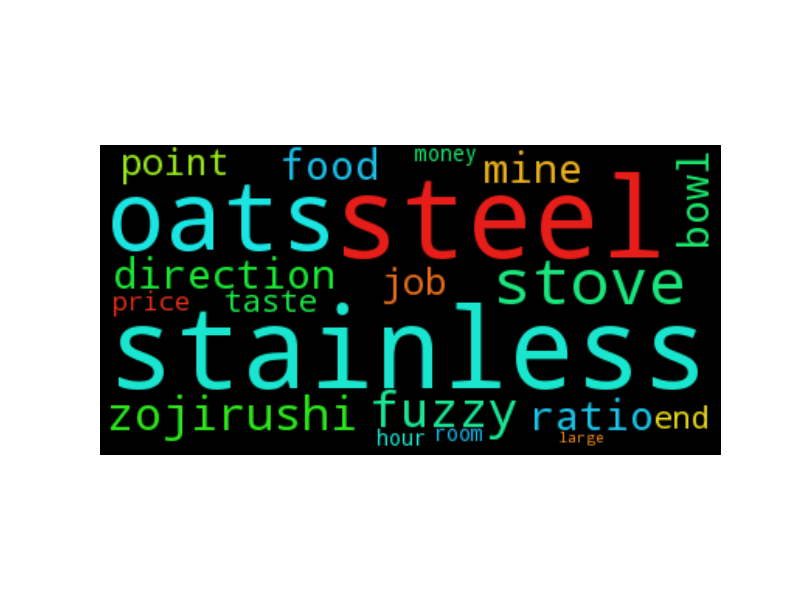 point food money mine bowl
oats steel
direction job stove
price taste
stainless
zojirushi fuzzy ratio end
hour room large